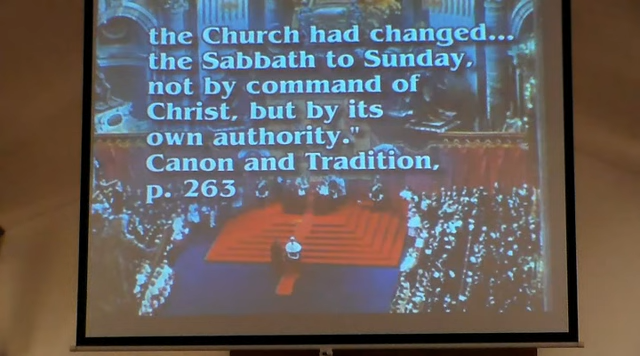 the Church had changed...
the Sabbath to Sunday,
not by command of
Christ, but by its
own authority."
Canon and Tradition,
p. 263